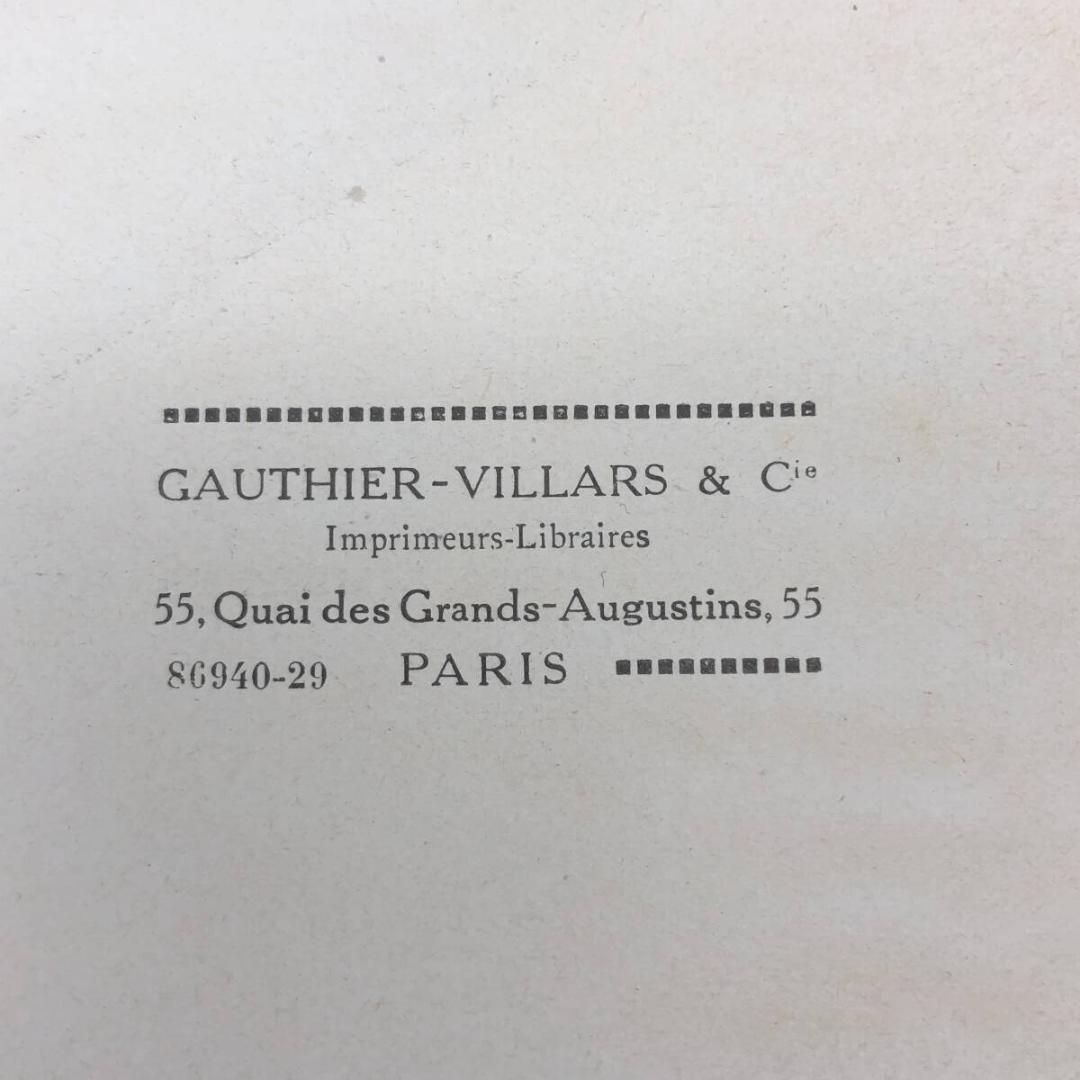 GAUTHIER-VILLARS & Cie
Imprimeurs-Libraires
55, Quai des Grands-Augustins, 55
86940-29 PARIS